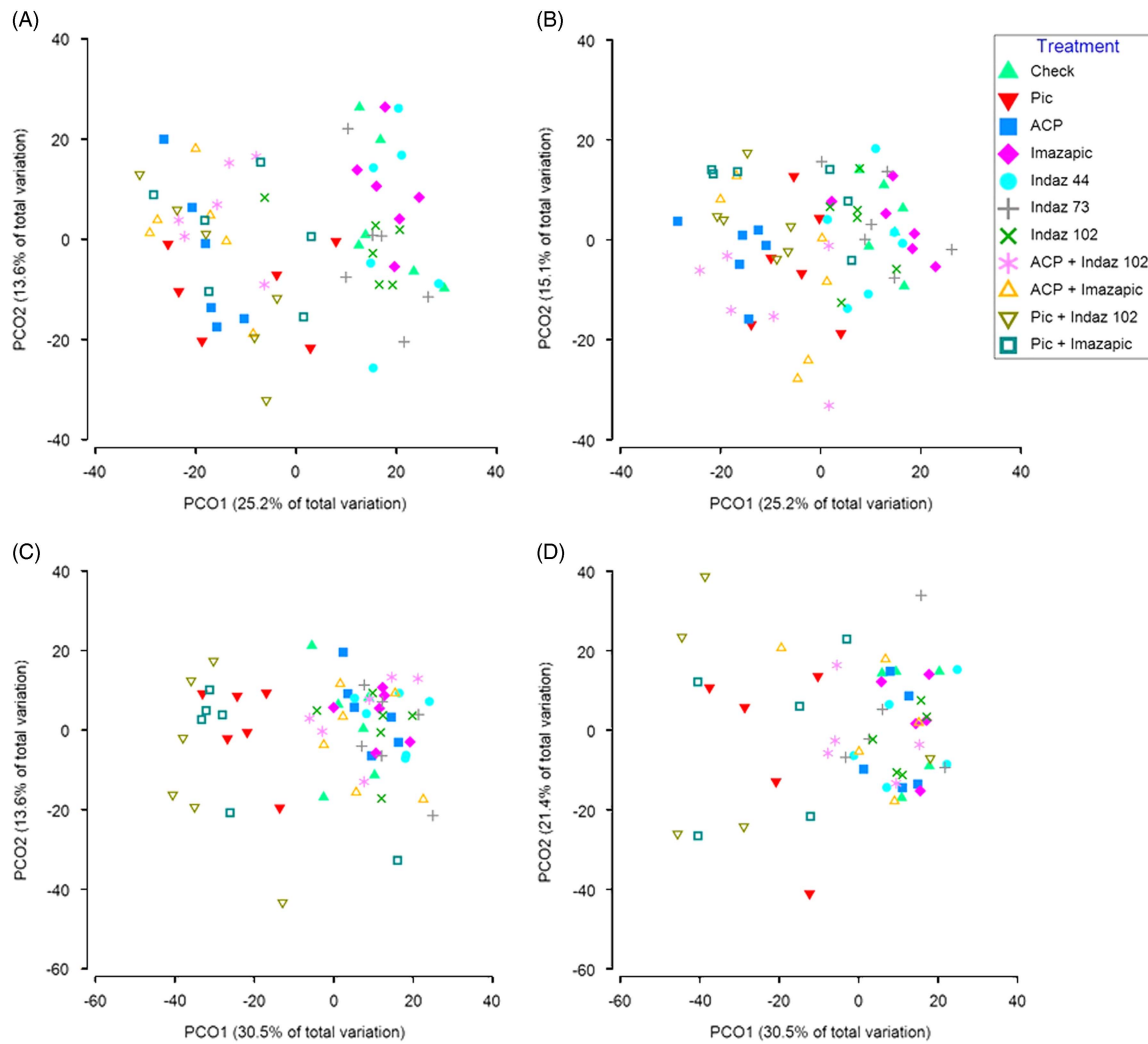 (A)
(B)
40
20
0
-20
-40
-40
-20
0
20
40
PCO2 (13.6% of total variation)
PCO1 (25.2% of total variation)
40
20
0
-20
-40
-40
-20
0
20
40
PCO2 (15.1% of total variation)
PCO1 (25.2% of total variation)
Treatment
Check
Pic
ACP
Imazapic
Indaz 44
Indaz 73
Indaz 102
ACP + Indaz 102
ACP + Imazapic
Pic + Indaz 102
Pic + Imazapic
(C)
(D)
40
20
0
-20
-40
-60
-60
-40
-20
0
20
40
PCO2 (13.6% of total variation)
PCO1 (30.5% of total variation)
40
20
0
-20
-40
-60
-60
-40
-20
0
20
40
PCO2 (21.4% of total variation)
PCO1 (30.5% of total variation)